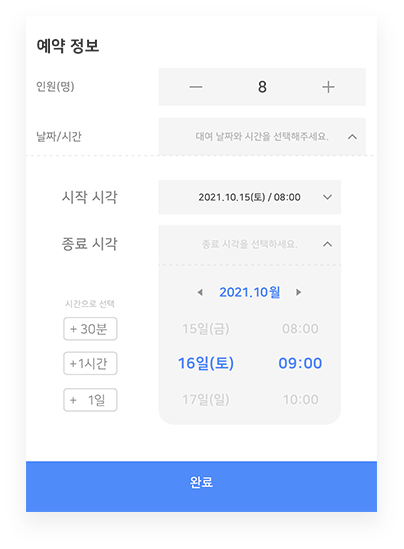 예약 정보
인원(명) － 8 ＋
날짜/시간 대여 날짜와 시간을 선택해주세요.
시작 시각 2021.10.15(토) / 08:00
종료 시각 종료 시각을 선택하세요.
2021.10월
시간으로 선택
+ 30분
+1시간
+ 1일
15일(금) 08:00
16일(토) 09:00
17일(일) 10:00
완료